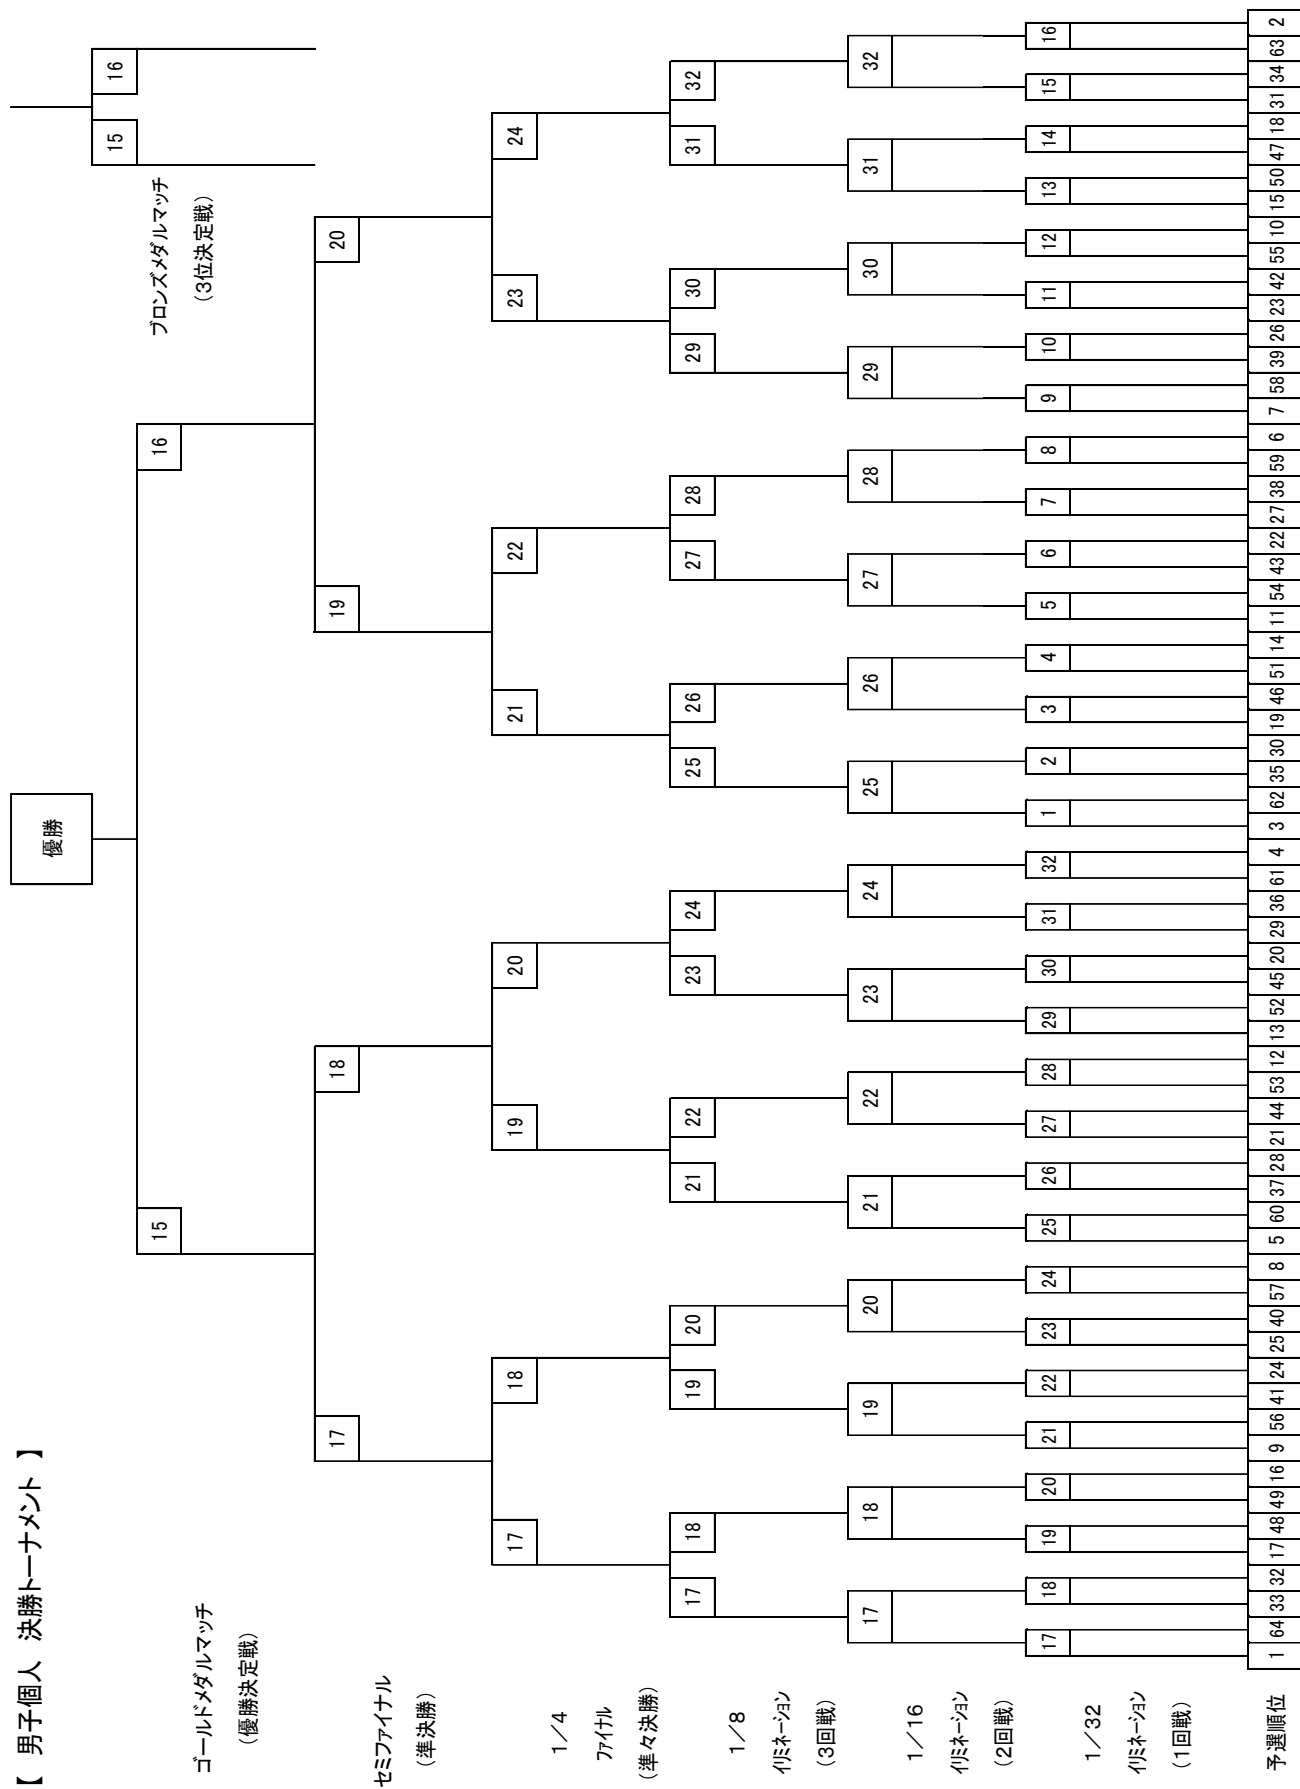 【 男子個人 決勝トーナメント 】
優勝
15 16
ゴールドメダルマッチ
(優勝決定戦)
15 16
ブロンズメダルマッチ
(3位決定戦)
17 18 19 20
セミファイナル
(準決勝)
17 18 19 20 21 22 23 24
1/4
ファイナル
(準々決勝)
17 18 19 20 21 22 23 24 25 26 27 28 29 30 31 32
1/8
イリミネーション
(3回戦)
17 18 19 20 21 22 23 24 25 26 27 28 29 30 31 32
1/16
イリミネーション
(2回戦)
17 18 19 20 21 22 23 24 25 26 27 28 29 30 31 32 1 2 3 4 5 6 7 8 9 10 11 12 13 14 15 16
1/32
イリミネーション
(1回戦)
予選順位 1 64 33 32 17 48 49 16 9 56 41 24 25 40 57 8 5 60 37 28 21 44 53 12 13 52 45 20 29 36 61 4 3 62 35 30 19 46 51 14 11 54 43 22 27 38 59 6 7 58 39 26 23 42 55 10 15 50 47 18 31 34 63 2